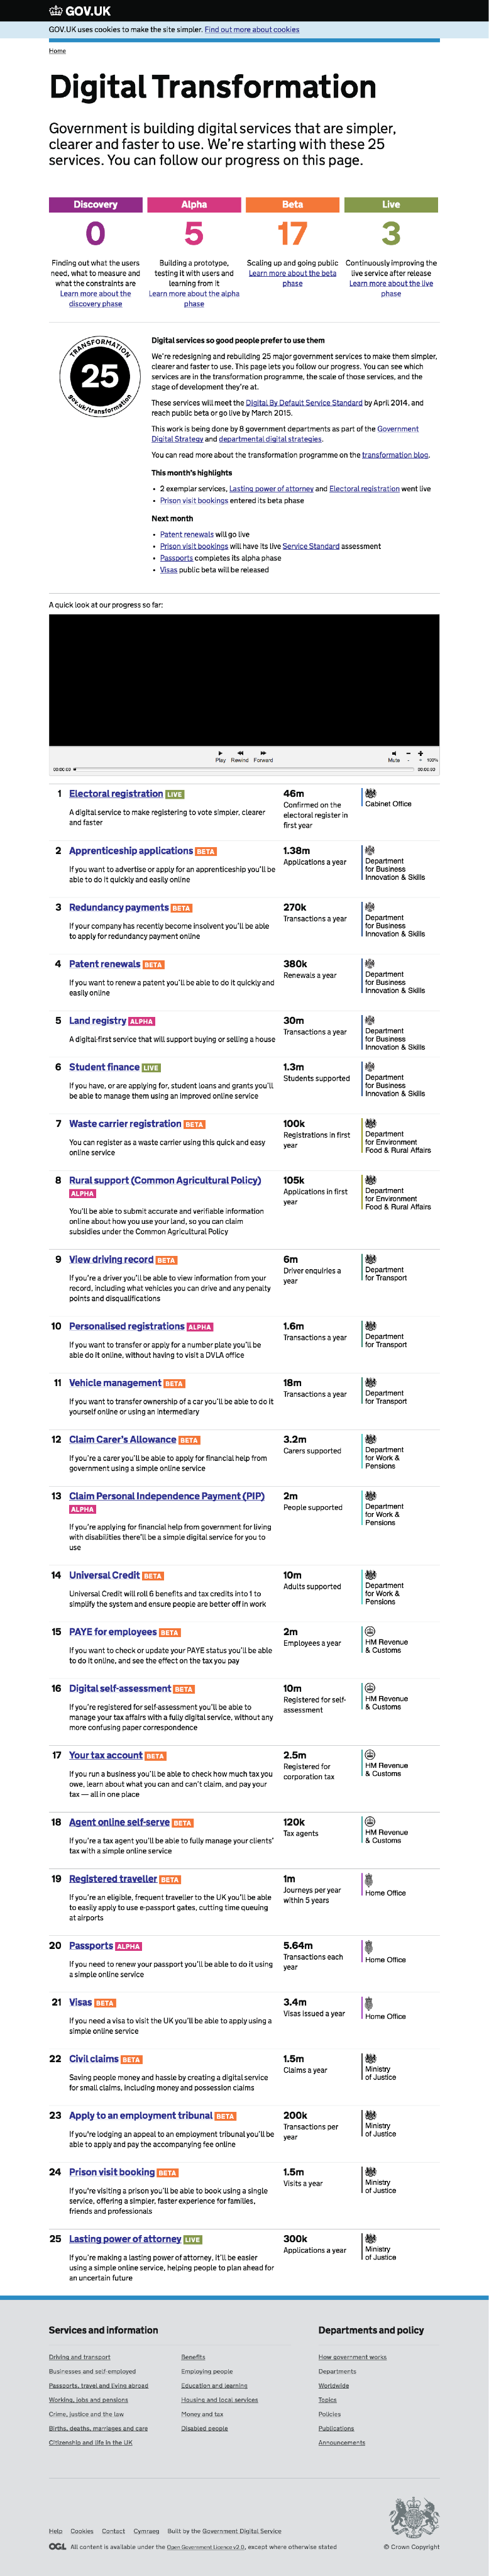 GOV.UK
GOV.UK uses cookies to make the site simpler. Find out more about cookies
Home
Digital Transformation
Government is building digital services that are simpler,
clearer and faster to use. We're starting with these 25
services. You can follow our progress on this page.
Discovery
0
Finding out what the users
need, what to measure and
what the constraints are
Learn more about the
discovery phase
Alpha
5
Building a prototype,
testing it with users and
learning from it
Learn more about the alpha
phase
Beta
17
Scaling up and going public
Learn more about the beta
phase
Live
3
Continuously improving the
live service after release
Learn more about the live
phase
TRANSFORMATION
25
gov.uk/transformation
Digital services so good people prefer to use them
We're redesigning and rebuilding 25 major government services to make them simpler,
clearer and faster to use. This page lets you follow our progress. You can see which
services are in the transformation programme, the scale of those services, and the
stage of development they're at.
These services will meet the Digital By Default Service Standard by April 2014, and
reach public beta or go live by March 2015.
This work is being done by 8 government departments as part of the Government
Digital Strategy and departmental digital strategies.
You can read more about the transformation programme on the transformation blog.
This month's highlights
• 2 exemplar services, Lasting power of attorney and Electoral registration went live
• Prison visit bookings entered its beta phase
Next month
• Patent renewals will go live
• Prison visit bookings will have its live Service Standard assessment
• Passports completes its alpha phase
• Visas public beta will be released
A quick look at our progress so far:
Play Rewind Forward
Mute - + 100%
00:00:00
00:00:00
1 Electoral registration LIVE
A digital service to make registering to vote simpler, clearer
and faster
46m
Confirmed on the
electoral register in
first year
Cabinet Office
2 Apprenticeship applications BETA
If you want to advertise or apply for an apprenticeship you'll be
able to do it quickly and easily online
1.38m
Applications a year
Department
for Business
Innovation & Skills
3 Redundancy payments BETA
If your company has recently become insolvent you'll be able
to apply for redundancy payment online
270k
Transactions a year
Department
for Business
Innovation & Skills
4 Patent renewals BETA
If you want to renew a patent you'll be able to do it quickly and
easily online
380k
Renewals a year
Department
for Business
Innovation & Skills
5 Land registry ALPHA
A digital-first service that will support buying or selling a house
30m
Transactions a year
Department
for Business
Innovation & Skills
6 Student finance LIVE
If you have, or are applying for, student loans and grants you'll
be able to manage them using an improved online service
1.3m
Students supported
Department
for Business
Innovation & Skills
7 Waste carrier registration BETA
You can register as a waste carrier using this quick and easy
online service
100k
Registrations in first
year
Department
for Environment
Food & Rural Affairs
8 Rural support (Common Agricultural Policy)
ALPHA
You'll be able to submit accurate and verifiable information
online about how you use your land, so you can claim
subsidies under the Common Agricultural Policy
105k
Applications in first
year
Department
for Environment
Food & Rural Affairs
9 View driving record BETA
If you're a driver you'll be able to view information from your
record, including what vehicles you can drive and any penalty
points and disqualifications
6m
Driver enquiries a
year
Department
for Transport
10 Personalised registrations ALPHA
If you want to transfer or apply for a number plate you'll be
able do it online, without having to visit a DVLA office
1.6m
Transactions a year
Department
for Transport
11 Vehicle management BETA
If you want to transfer ownership of a car you'll be able to do it
yourself online or using an intermediary
18m
Transactions a year
Department
for Transport
12 Claim Carer's Allowance BETA
If you're a carer you'll be able to apply for financial help from
government using a simple online service
3.2m
Carers supported
Department
for Work &
Pensions
13 Claim Personal Independence Payment (PIP)
ALPHA
If you're applying for financial help from government for living
with disabilities there'll be a simple digital service for you to
use
2m
People supported
Department
for Work &
Pensions
14 Universal Credit BETA
Universal Credit will roll 6 benefits and tax credits into 1 to
simplify the system and ensure people are better off in work
10m
Adults supported
Department
for Work &
Pensions
15 PAYE for employees BETA
If you want to check or update your PAYE status you'll be able
to do it online, and see the effect on the tax you pay
2m
Employees a year
HM Revenue
& Customs
16 Digital self-assessment BETA
If you're registered for self-assessment you'll be able to
manage your tax affairs with a fully digital service, without any
more confusing paper correspondence
10m
Registered for self-
assessment
HM Revenue
& Customs
17 Your tax account BETA
If you run a business you'll be able to check how much tax you
owe, learn about what you can and can't claim, and pay your
tax — all in one place
2.5m
Registered for
corporation tax
HM Revenue
& Customs
18 Agent online self-serve BETA
If you're a tax agent you'll be able to fully manage your clients'
tax with a simple online service
120k
Tax agents
HM Revenue
& Customs
19 Registered traveller BETA
If you're an eligible, frequent traveller to the UK you'll be able
to easily apply to use e-passport gates, cutting time queuing
at airports
1m
Journeys per year
within 5 years
Home Office
20 Passports ALPHA
If you need to renew your passport you'll be able to do it using
a simple online service
5.64m
Transactions each
year
Home Office
21 Visas BETA
If you need a visa to visit the UK you'll be able to apply using a
simple online service
3.4m
Visas issued a year
Home Office
22 Civil claims BETA
Saving people money and hassle by creating a digital service
for small claims, including money and possession claims
1.5m
Claims a year
Ministry
of Justice
23 Apply to an employment tribunal BETA
If you're lodging an appeal to an employment tribunal you'll be
able to apply and pay the accompanying fee online
200k
Transactions per
year
Ministry
of Justice
24 Prison visit booking BETA
If you're visiting a prison you'll be able to book using a single
service, offering a simpler, faster experience for families,
friends and professionals
1.5m
Visits a year
Ministry
of Justice
25 Lasting power of attorney LIVE
If you're making a lasting power of attorney, it'll be easier
using a simple online service, helping people to plan ahead for
an uncertain future
300k
Applications a year
Ministry
of Justice
Services and information
Driving and transport
Businesses and self-employed
Passports, travel and living abroad
Working, jobs and pensions
Crime, justice and the law
Births, deaths, marriages and care
Citizenship and life in the UK
Benefits
Employing people
Education and learning
Housing and local services
Money and tax
Disabled people
Departments and policy
How government works
Departments
Worldwide
Topics
Policies
Publications
Announcements
Help Cookies Contact Cymraeg Built by the Government Digital Service
OGL All content is available under the Open Government Licence v2.0, except where otherwise stated
© Crown Copyright